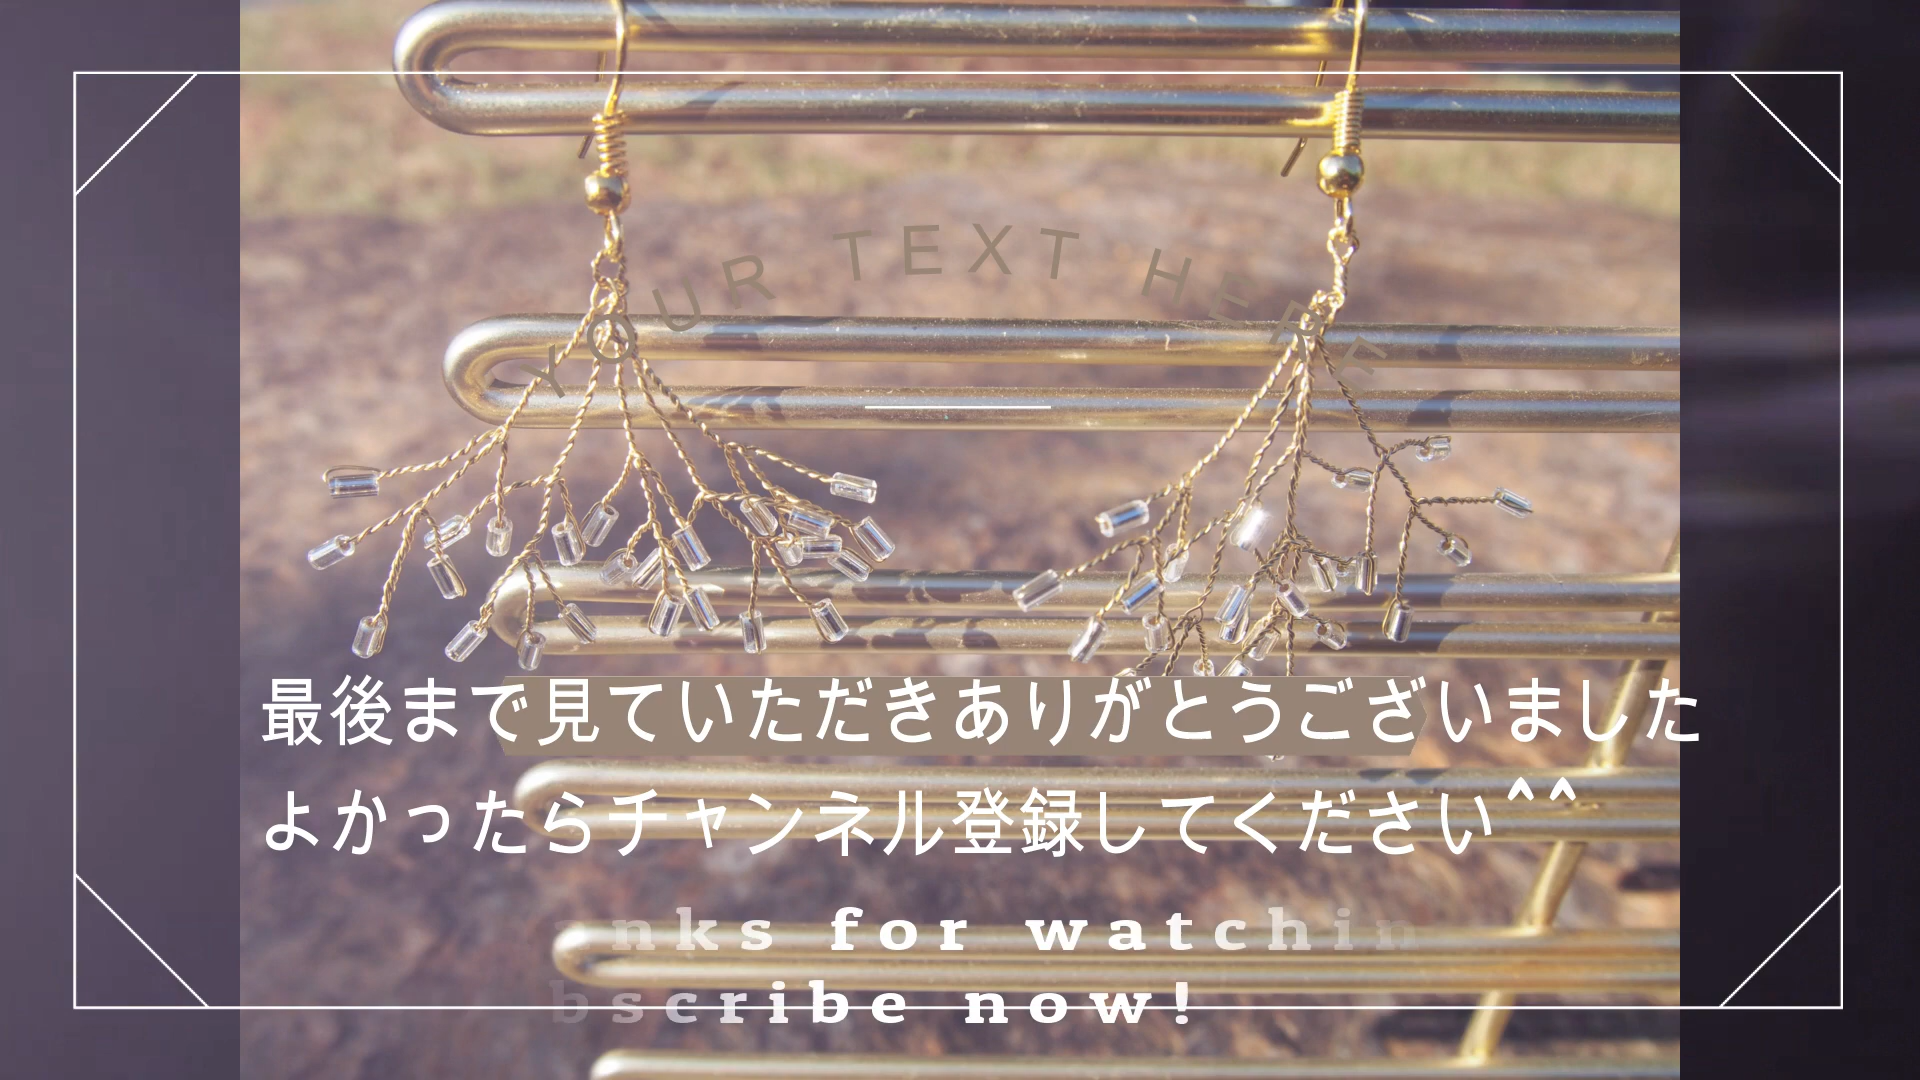 YOUR TEXT HERE
最後まで見ていただきありがとうございました
よかったらチャンネル登録してください^^
for watchin
now!